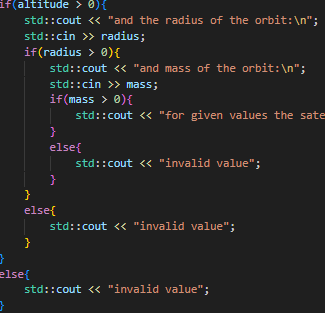 if(altitude > 0){
    std::cout << "and the radius of the orbit:\n";
    std::cin >> radius;
    if(radius > 0){
        std::cout << "and mass of the orbit:\n";
        std::cin >> mass;
        if(mass > 0){
            std::cout << "for given values the sate
        }
        else{
            std::cout << "invalid value";
        }
    }
    else{
        std::cout << "invalid value";
    }
}
else{
    std::cout << "invalid value";
}